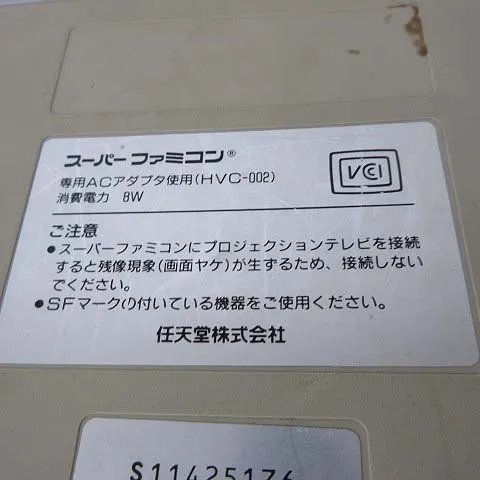 スーパーファミコン®
専用ACアダプタ使用(HVC-002)
消費電力 8W
VCI
ご注意
●スーパーファミコンにプロジェクションテレビを接続
すると残像現象(画面ヤケ)が生ずるため、接続しない
でください。
●SFマークの付いている機器をご使用ください。
任天堂株式会社
S11425176